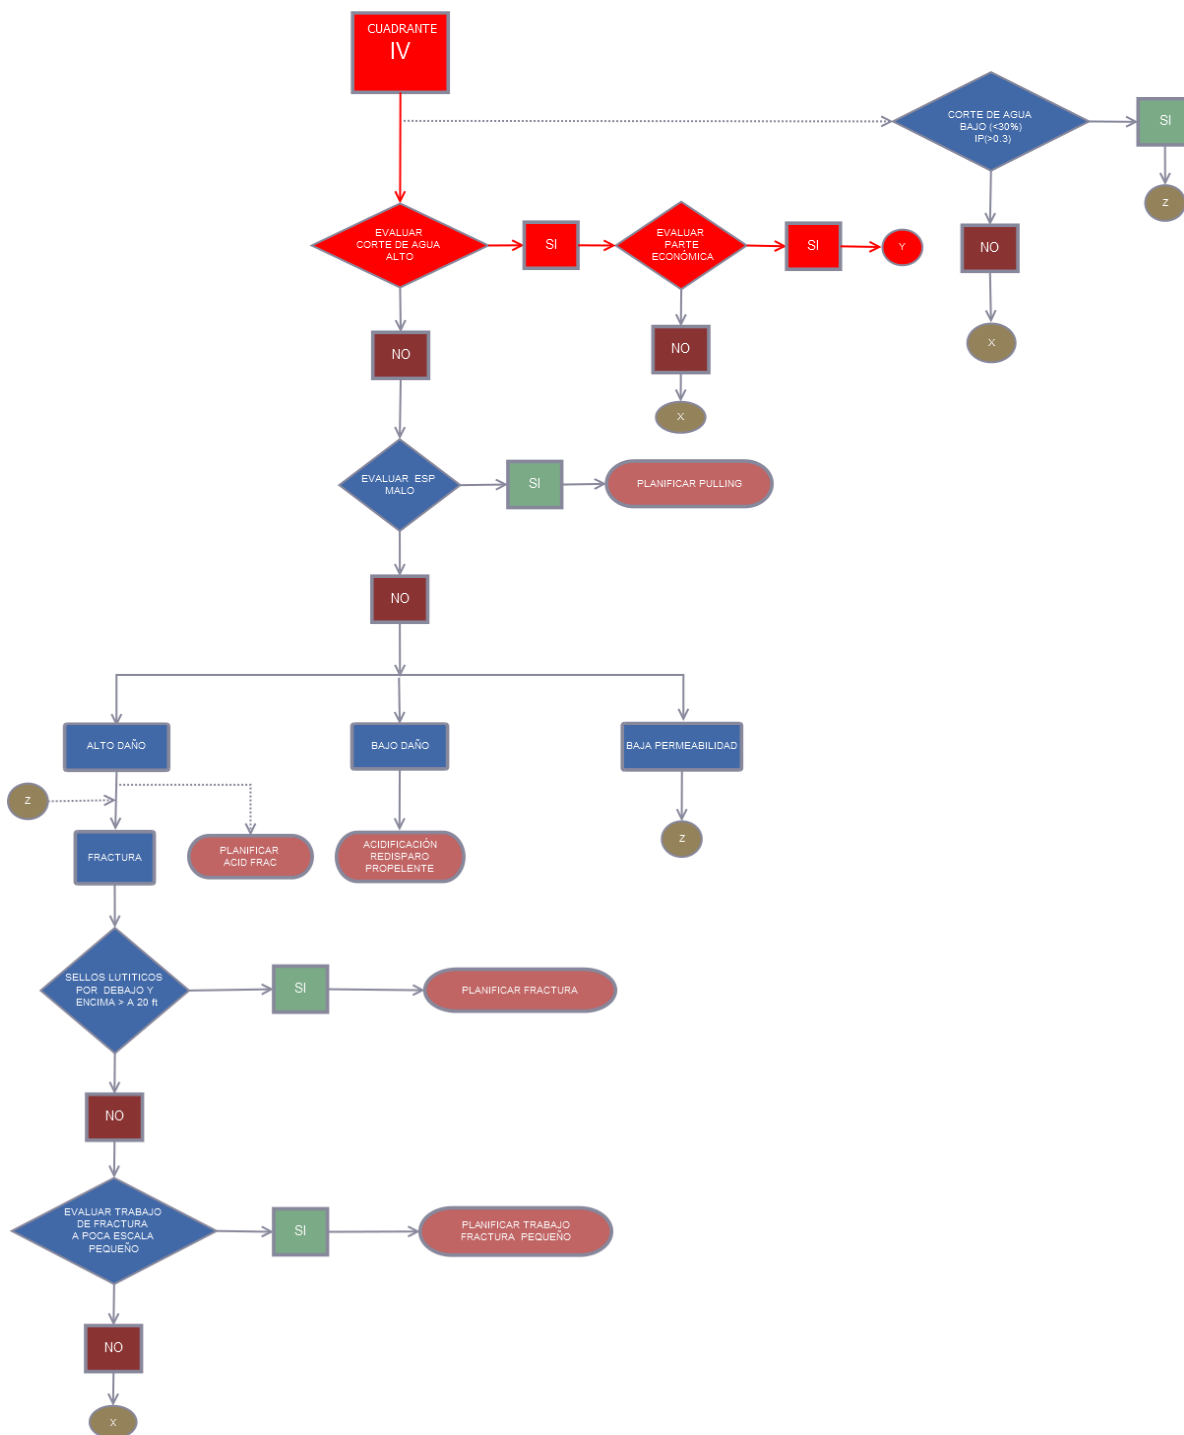 CUADRANTE
IV
CORTE DE AGUA
BAJO (<30%)
IP(>0.3)
SI
Z
NO
X
EVALUAR
CORTE DE AGUA
ALTO
SI
EVALUAR
PARTE
ECONÓMICA
SI
Y
NO
X
NO
EVALUAR ESP
MALO
SI
PLANIFICAR PULLING
NO
ALTO DAÑO
BAJO DAÑO
BAJA PERMEABILIDAD
Z
FRACTURA
PLANIFICAR
ACID FRAC
ACIDIFICACIÓN
REDISPARO
PROPELENTE
Z
SELLOS LUTITICOS
POR DEBAJO Y
ENCIMA > A 20 ft
SI
PLANIFICAR FRACTURA
NO
EVALUAR TRABAJO
DE FRACTURA
A POCA ESCALA
PEQUEÑO
SI
PLANIFICAR TRABAJO
FRACTURA PEQUEÑO
NO
X